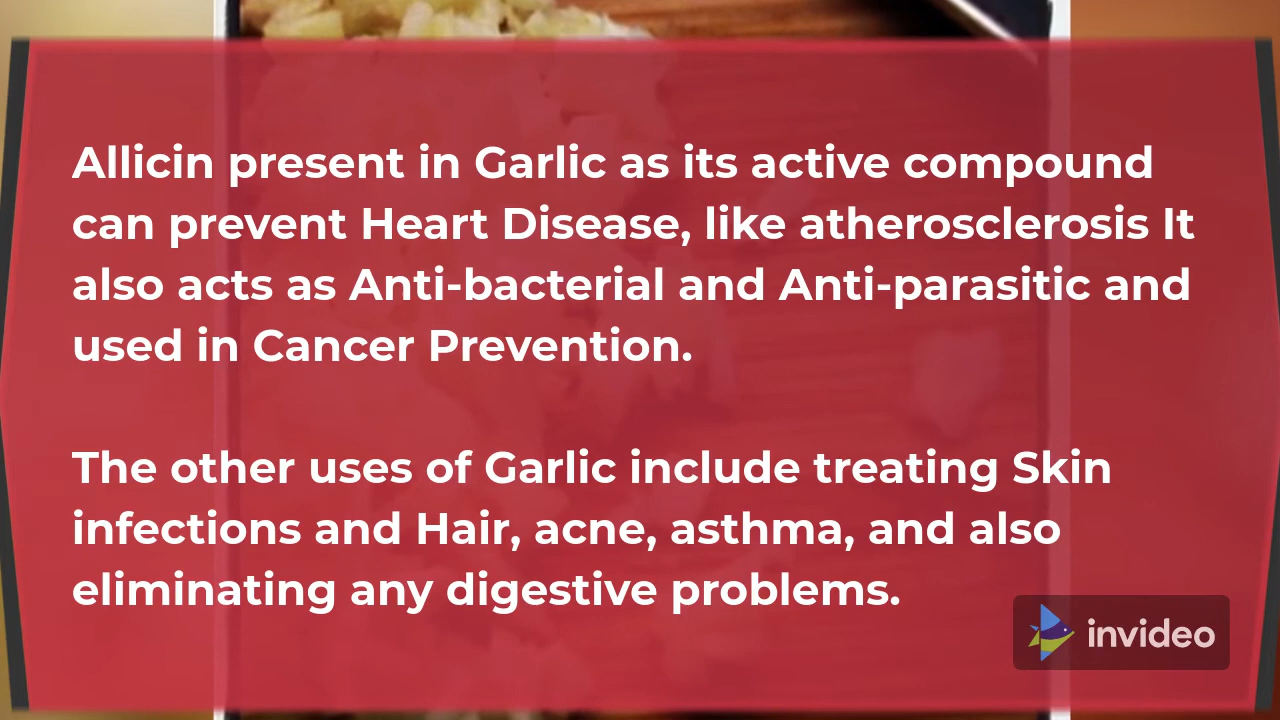 Allicin present in Garlic as its active compound
can prevent Heart Disease, like atherosclerosis It
also acts as Anti-bacterial and Anti-parasitic and
used in Cancer Prevention.
The other uses of Garlic include treating Skin
infections and Hair, acne, asthma, and also
eliminating any digestive problems.
invideo